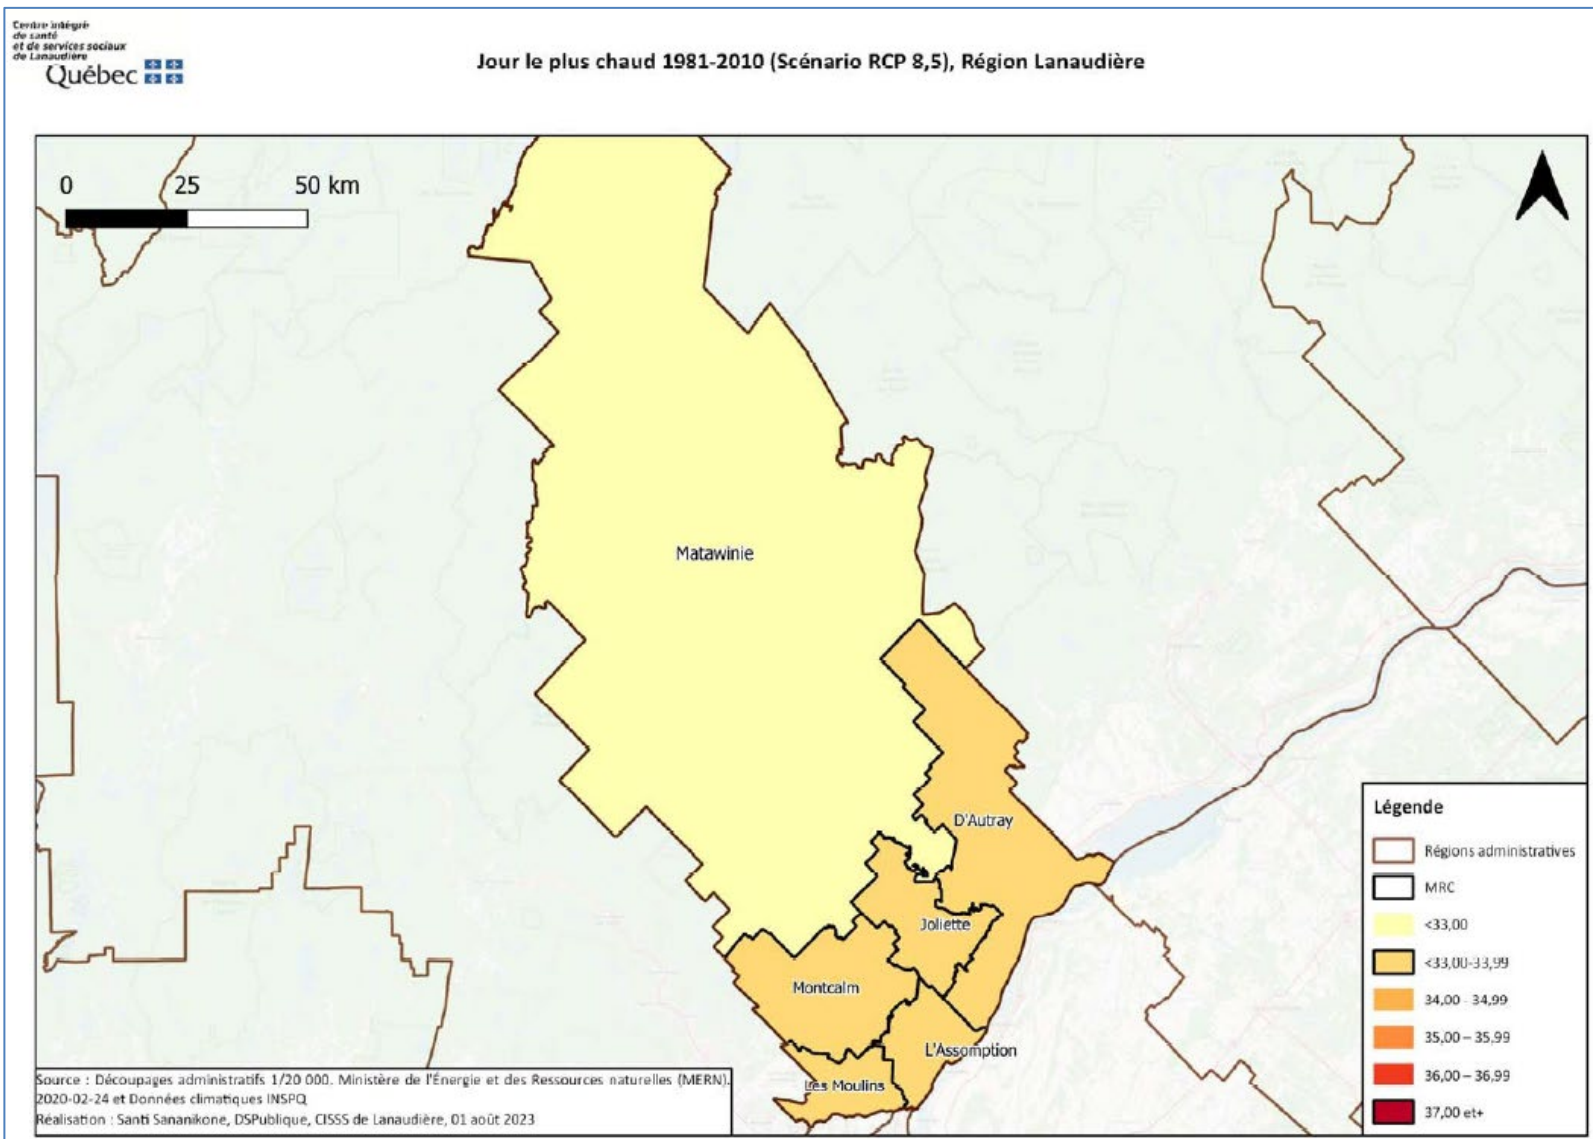 Centre intégré
de santé
et de services sociaux
de Lanaudière
Québec
Jour le plus chaud 1981-2010 (Scénario RCP 8,5), Région Lanaudière
0 25 50 km
Matawinie
D'Autray
Joliette
Montcalm
L'Assomption
Les Moulins
Légende
Régions administratives
MRC
<33,00
<33,00-33,99
34,00 - 34,99
35,00 – 35,99
36,00 – 36,99
37,00 et+
Source : Découpages administratifs 1/20 000. Ministère de l'Énergie et des Ressources naturelles (MERN).
2020-02-24 et Données climatiques INSPQ
Réalisation : Santi Sananikone, DSPublique, CISSS de Lanaudière, 01 août 2023